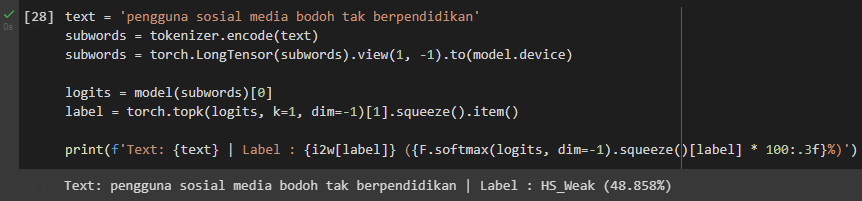 [28] text = 'pengguna sosial media bodoh tak berpendidikan'
subwords = tokenizer.encode(text)
subwords = torch.LongTensor(subwords).view(1, -1).to(model.device)
logits = model(subwords)[0]
label = torch.topk(logits, k=1, dim=-1)[1].squeeze().item()
print(f'Text: {text} | Label : {i2w[label]} ({F.softmax(logits, dim=-1).squeeze()[label] * 100:.3f}%)')
0s
Text: pengguna sosial media bodoh tak berpendidikan | Label : HS_Weak (48.858%)